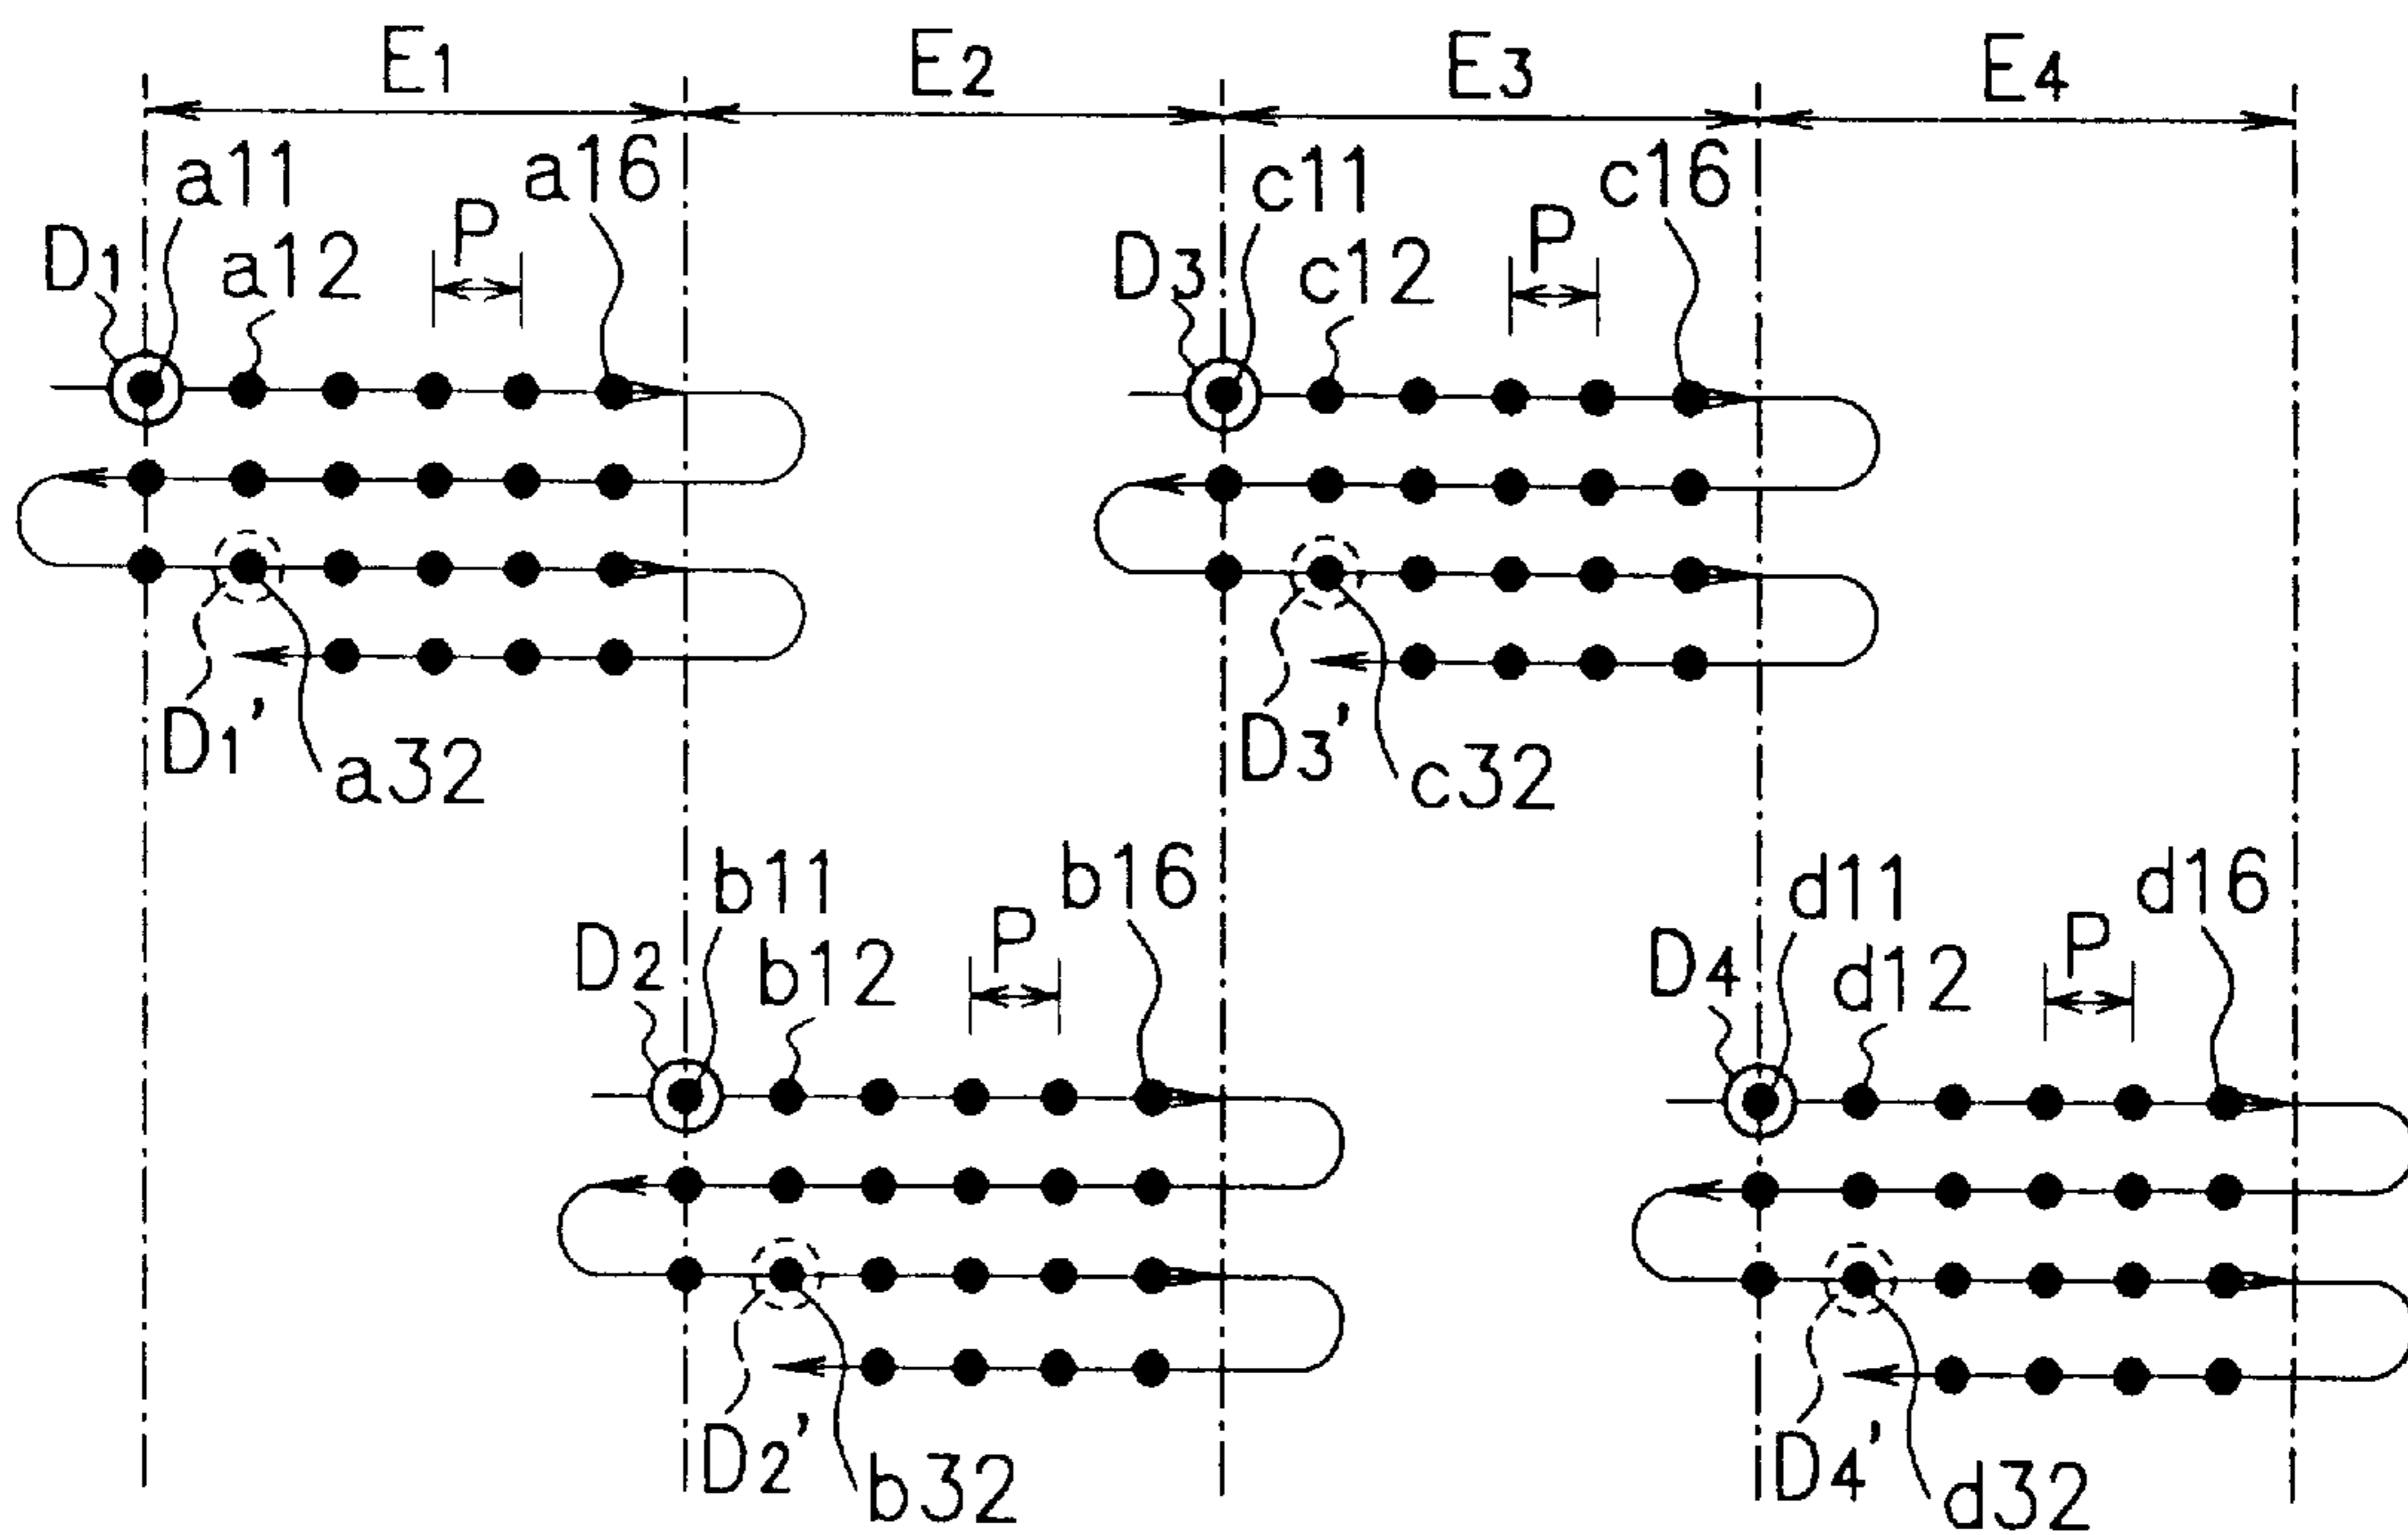 E1 E2 E3 E4
a11 a16 c11 c16
D1 a12 P D3 c12 P
D1' a32 D3' c32
b11 b16 d11 d16
D2 b12 P D4 d12 P
D2' b32 D4' d32